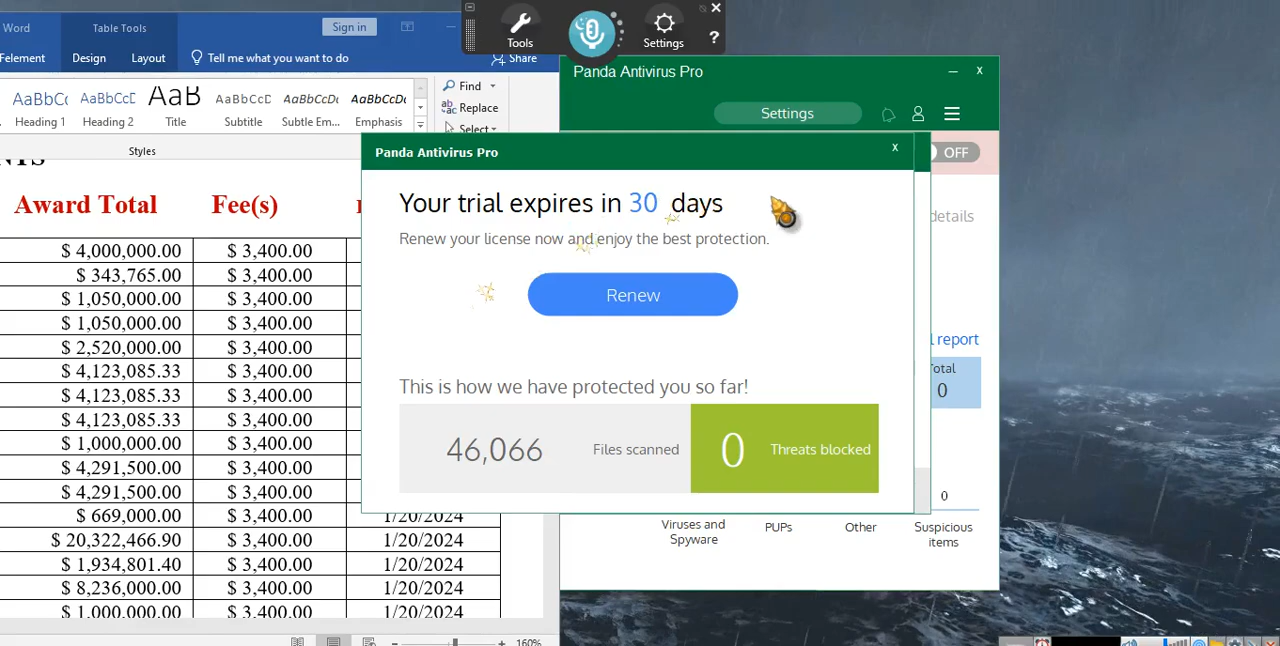 Word
Table Tools
Sign in
Felement
Design
Layout
Tell me what you want to do
Share
Tools
Settings
?
AaBbCc
AaBbCcD
AaB
AaBbCcD
AaBbCcDc
AaBbCcDc
Heading 1
Heading 2
Title
Subtitle
Subtle Em...
Emphasis
Find
Replace
Select
Styles
Panda Antivirus Pro
X
Settings
OFF
details
Panda Antivirus Pro
X
Your trial expires in 30 days
Renew your license now and enjoy the best protection.
Renew
This is how we have protected you so far!
46,066 Files scanned
0 Threats blocked
l report
Total
0
0
Viruses and Spyware
PUPs
Other
Suspicious items
Award Total Fee(s)
$ 4,000,000.00 $ 3,400.00
$ 343,765.00 $ 3,400.00
$ 1,050,000.00 $ 3,400.00
$ 1,050,000.00 $ 3,400.00
$ 2,520,000.00 $ 3,400.00
$ 4,123,085.33 $ 3,400.00
$ 4,123,085.33 $ 3,400.00
$ 4,123,085.33 $ 3,400.00
$ 1,000,000.00 $ 3,400.00
$ 4,291,500.00 $ 3,400.00
$ 4,291,500.00 $ 3,400.00
$ 669,000.00 $ 3,400.00 1/20/2024
$ 20,322,466.90 $ 3,400.00 1/20/2024
$ 1,934,801.40 $ 3,400.00 1/20/2024
$ 8,236,000.00 $ 3,400.00 1/20/2024
$ 1,000,000.00 $ 3,400.00 1/20/2024
160%